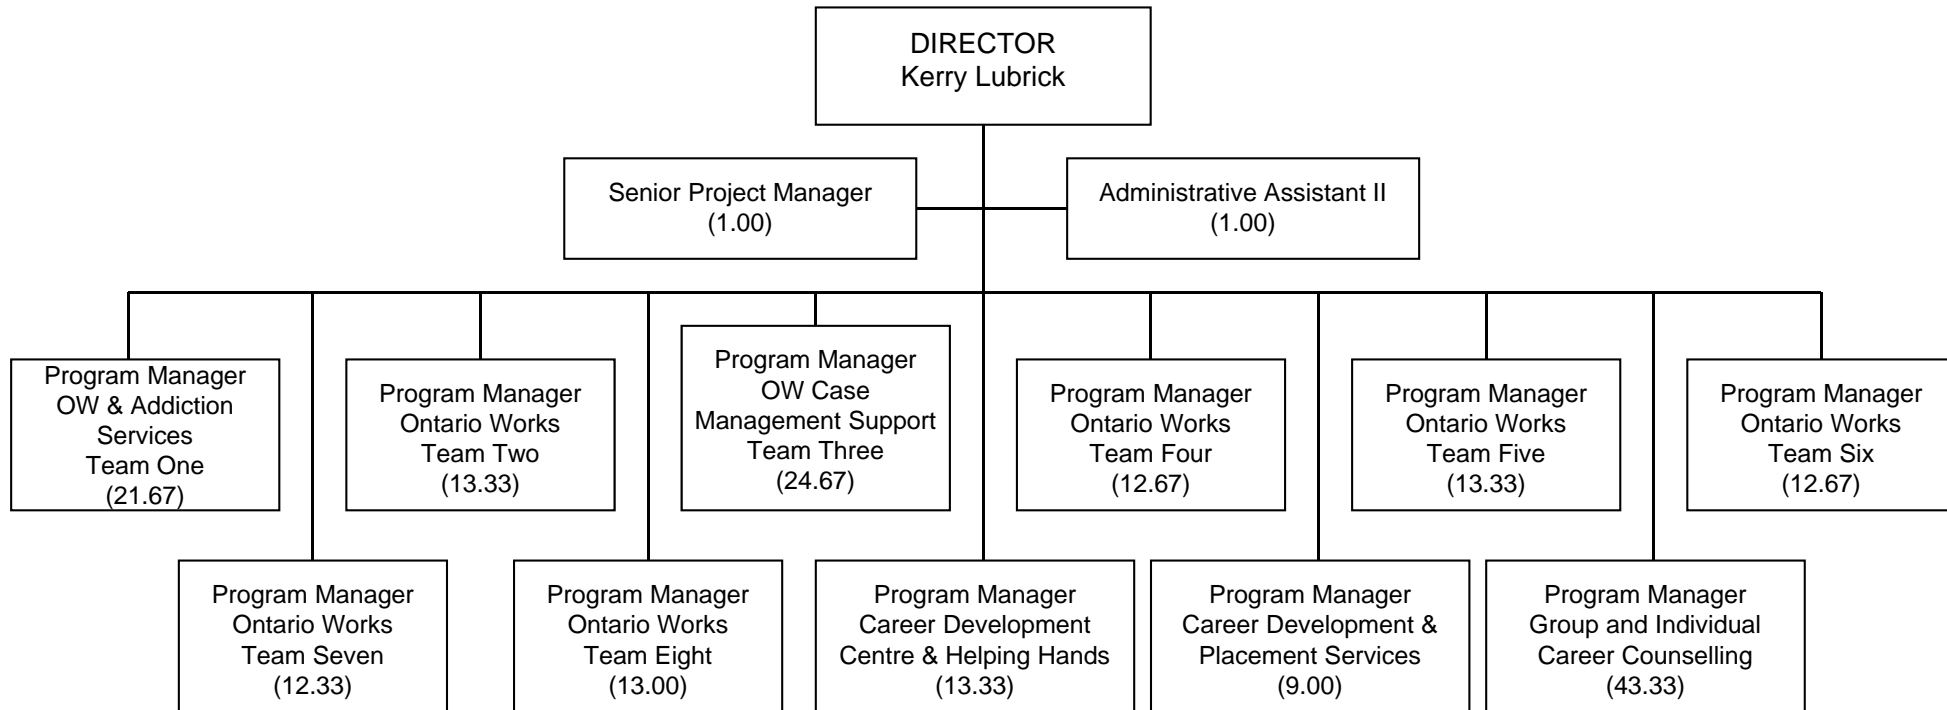 DIRECTOR
Kerry Lubrick
Senior Project Manager
(1.00)
Administrative Assistant II
(1.00)
Program Manager
OW & Addiction
Services
Team One
(21.67)
Program Manager
Ontario Works
Team Two
(13.33)
Program Manager
OW Case
Management Support
Team Three
(24.67)
Program Manager
Ontario Works
Team Four
(12.67)
Program Manager
Ontario Works
Team Five
(13.33)
Program Manager
Ontario Works
Team Six
(12.67)
Program Manager
Ontario Works
Team Seven
(12.33)
Program Manager
Ontario Works
Team Eight
(13.00)
Program Manager
Career Development
Centre & Helping Hands
(13.33)
Program Manager
Career Development &
Placement Services
(9.00)
Program Manager
Group and Individual
Career Counselling
(43.33)